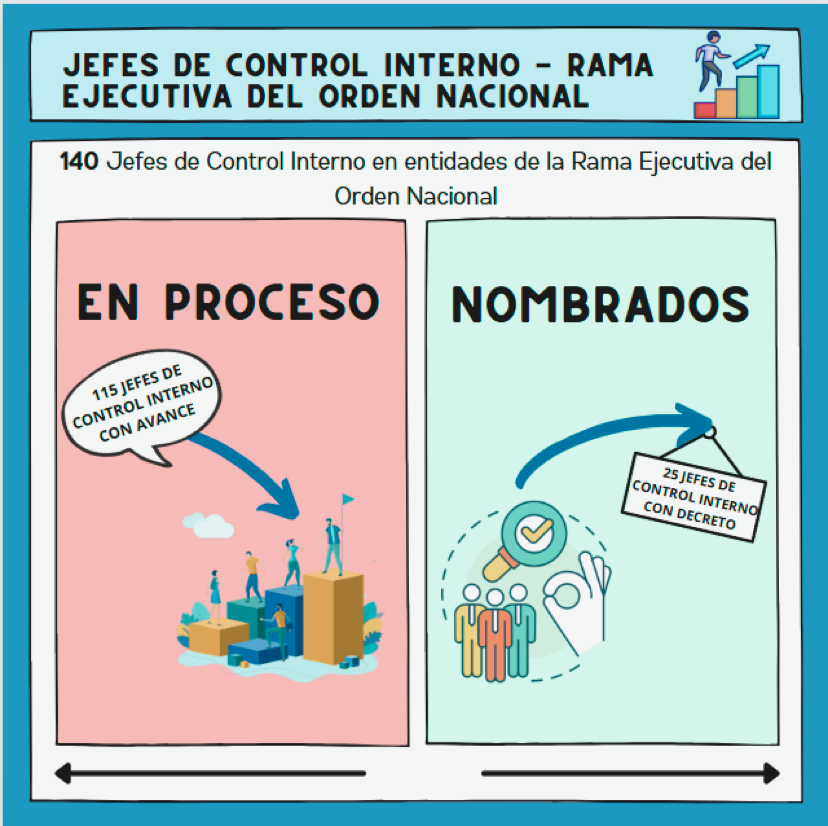 JEFES DE CONTROL INTERNO - RAMA
EJECUTIVA DEL ORDEN NACIONAL
140 Jefes de Control Interno en entidades de la Rama Ejecutiva del
Orden Nacional
EN PROCESO
115 JEFES DE
CONTROL INTERNO
CON AVANCE
NOMBRADOS
25 JEFES DE
CONTROL INTERNO
CON DECRETO